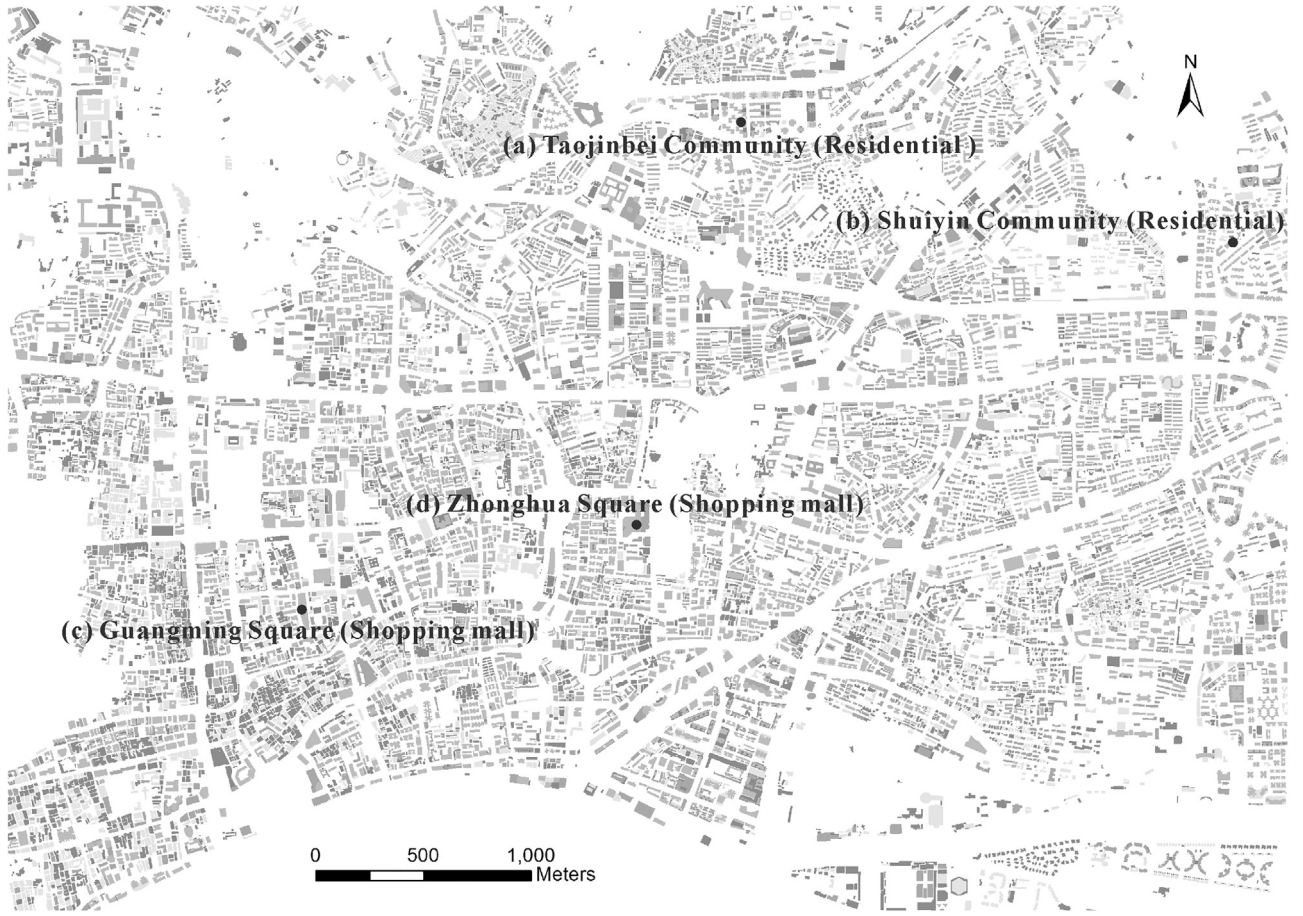 N
(a) Taojinbei Community (Residential )
(b) Shuiyin Community (Residential)
(d) Zhonghua Square (Shopping mall)
(c) Guangming Square (Shopping mall)
0 500 1,000
Meters